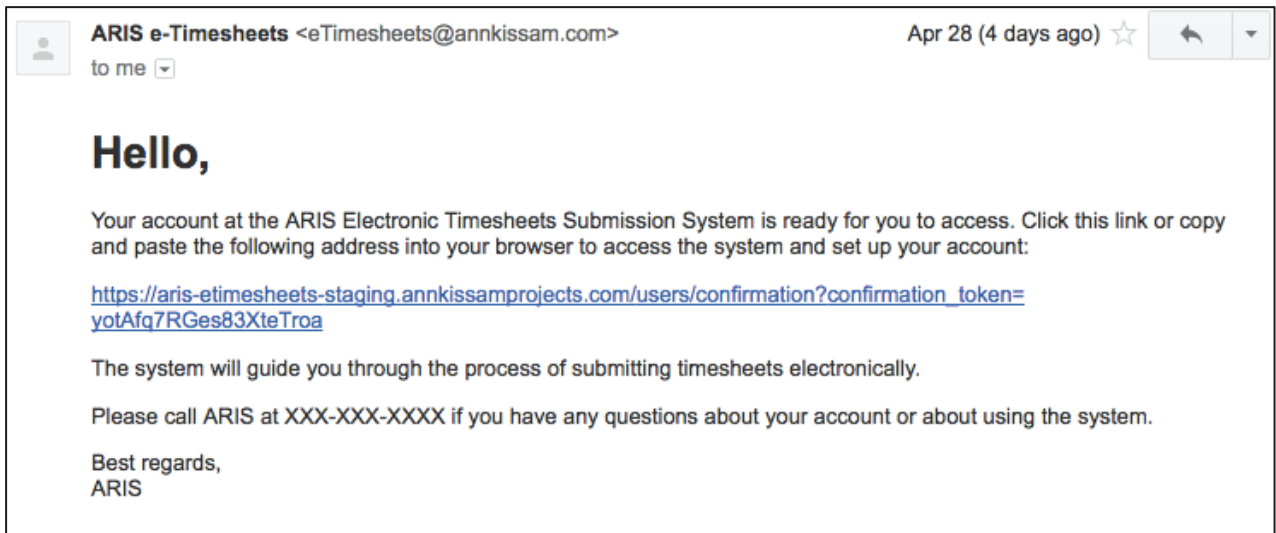 ARIS e-Timesheets <eTimesheets@annkissam.com> Apr 28 (4 days ago)
to me
Hello,
Your account at the ARIS Electronic Timesheets Submission System is ready for you to access. Click this link or copy
and paste the following address into your browser to access the system and set up your account:
https://aris-etimesheets-staging.annkissamprojects.com/users/confirmation?confirmation_token=
yotAfq7RGes83XteTroa
The system will guide you through the process of submitting timesheets electronically.
Please call ARIS at XXX-XXX-XXXX if you have any questions about your account or about using the system.
Best regards,
ARIS